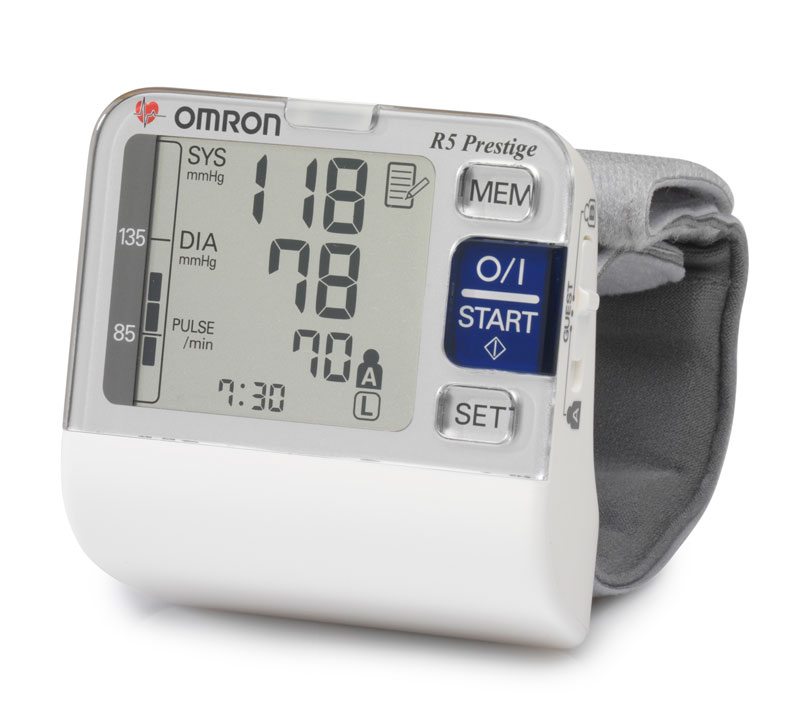 OMRON
R5 Prestige
SYS
mmHg
118
MEM
135
DIA
mmHg
78
O/I
START
85
PULSE
/min
70
A
7:30
L
SET
GUEST
A